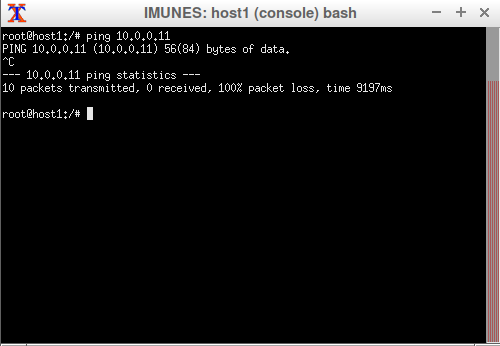 IMUNES: host1 (console) bash
root@host1:/# ping 10.0.0.11
PING 10.0.0.11 (10.0.0.11) 56(84) bytes of data.
^C
--- 10.0.0.11 ping statistics ---
10 packets transmitted, 0 received, 100% packet loss, time 9197ms
root@host1:/#